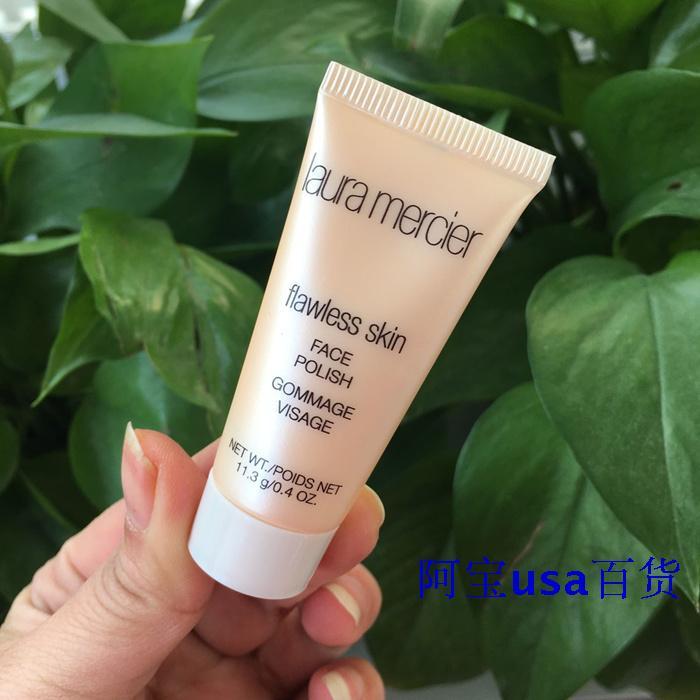 laura mercier
flawless skin
FACE
POLISH
GOMMAGE
VISAGE
NET WT./POIDS NET
11.3 g/0.4 OZ.
阿宝usa百货